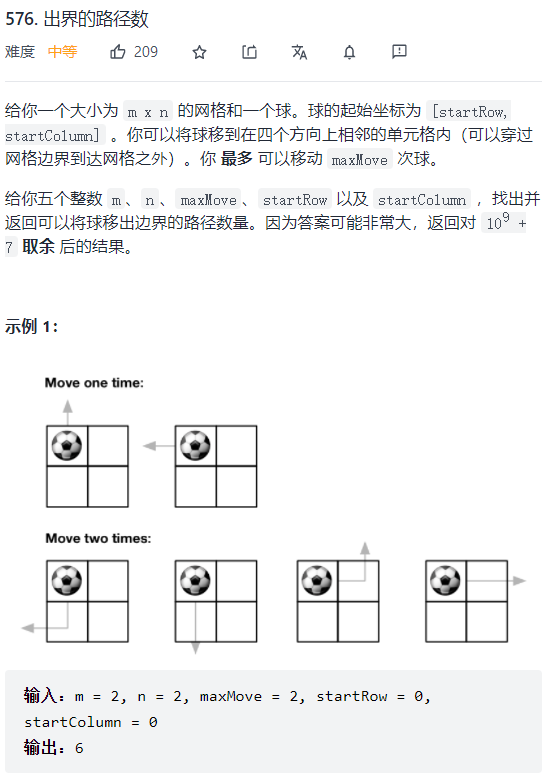 576. 出界的路径数
难度 中等 209
给你一个大小为 m x n 的网格和一个球。球的起始坐标为 [startRow,
startColumn] 。你可以将球移到在四个方向上相邻的单元格内（可以穿过
网格边界到达网格之外）。你 最多 可以移动 maxMove 次球。
给你五个整数 m 、n 、maxMove 、startRow 以及 startColumn ，找出并
返回可以将球移出边界的路径数量。因为答案可能非常大，返回对 10⁹ +
7 取余 后的结果。
示例 1：
Move one time:
Move two times:
输入：m = 2, n = 2, maxMove = 2, startRow = 0,
startColumn = 0
输出：6